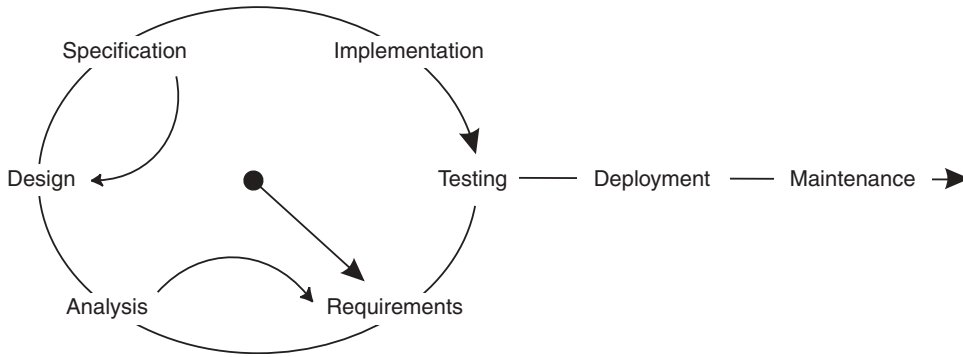 Specification
Implementation
Design
Testing
Deployment
Maintenance
Analysis
Requirements